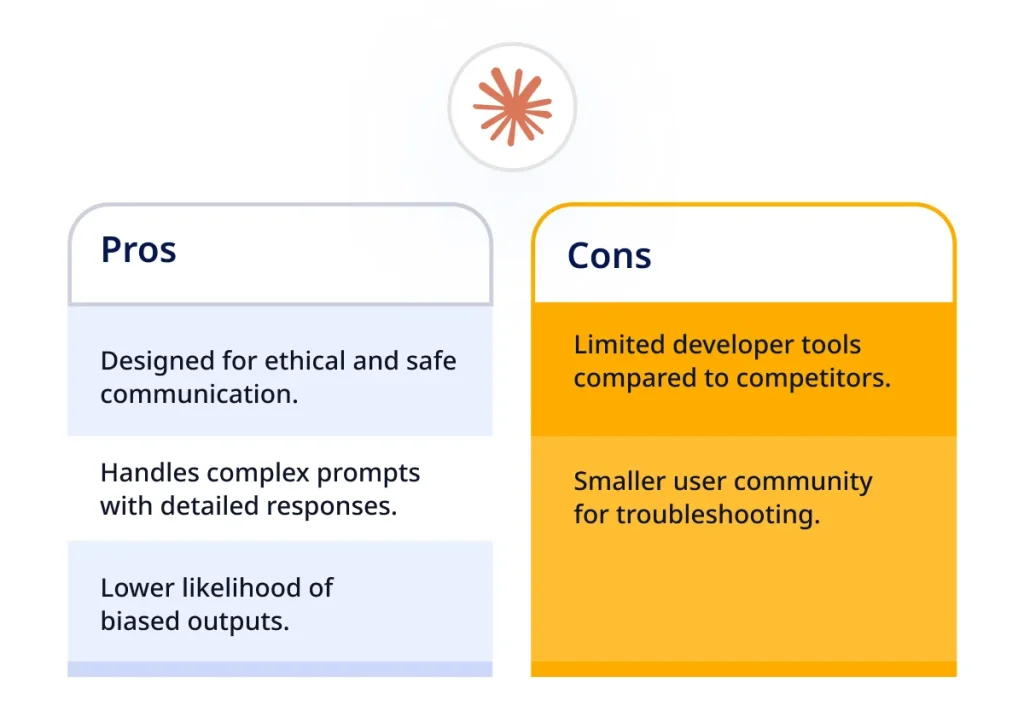 Pros
Designed for ethical and safe
communication.
Handles complex prompts
with detailed responses.
Lower likelihood of
biased outputs.
Cons
Limited developer tools
compared to competitors.
Smaller user community
for troubleshooting.